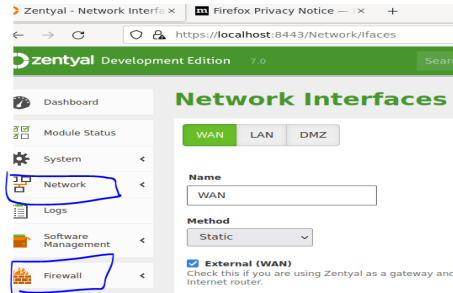 Zentyal - Network Interfa ×
m Firefox Privacy Notice — ×
+
https://localhost:8443/Network/Ifaces
zentyal Development Edition 7.0
Sear
Dashboard
Module Status
System
Network
Logs
Software
Management
Firewall
Network Interfaces
WAN LAN DMZ
Name
WAN
Method
Static
External (WAN)
Check this if you are using Zentyal as a gateway and
Internet router.